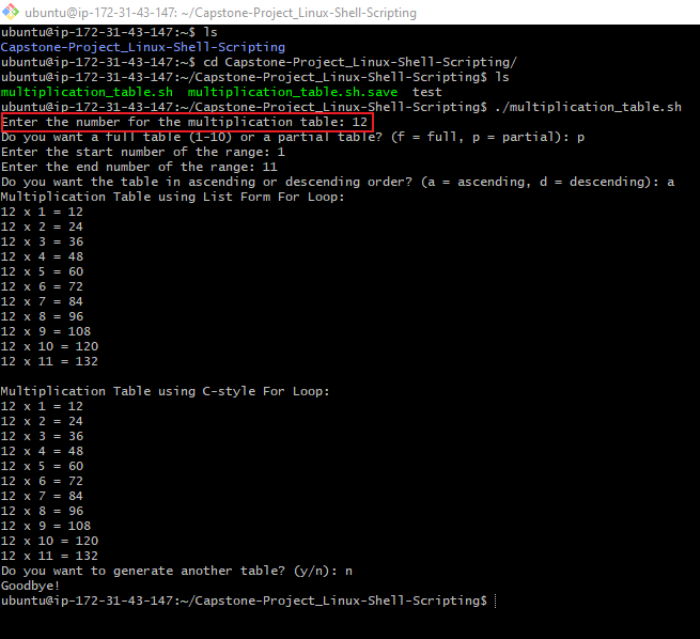 ubuntu@ip-172-31-43-147: ~/Capstone-Project_Linux-Shell-Scripting
ubuntu@ip-172-31-43-147:~$ ls
Capstone-Project_Linux-Shell-Scripting
ubuntu@ip-172-31-43-147:~$ cd Capstone-Project_Linux-Shell-Scripting/
ubuntu@ip-172-31-43-147:~/Capstone-Project_Linux-Shell-Scripting$ ls
multiplication_table.sh  multiplication_table.sh.save  test
ubuntu@ip-172-31-43-147:~/Capstone-Project_Linux-Shell-Scripting$ ./multiplication_table.sh
Enter the number for the multiplication table: 12
Do you want a full table (1-10) or a partial table? (f = full, p = partial): p
Enter the start number of the range: 1
Enter the end number of the range: 11
Do you want the table in ascending or descending order? (a = ascending, d = descending): a
Multiplication Table using List Form For Loop:
12 x 1 = 12
12 x 2 = 24
12 x 3 = 36
12 x 4 = 48
12 x 5 = 60
12 x 6 = 72
12 x 7 = 84
12 x 8 = 96
12 x 9 = 108
12 x 10 = 120
12 x 11 = 132
Multiplication Table using C-style For Loop:
12 x 1 = 12
12 x 2 = 24
12 x 3 = 36
12 x 4 = 48
12 x 5 = 60
12 x 6 = 72
12 x 7 = 84
12 x 8 = 96
12 x 9 = 108
12 x 10 = 120
12 x 11 = 132
Do you want to generate another table? (y/n): n
Goodbye!
ubuntu@ip-172-31-43-147:~/Capstone-Project_Linux-Shell-Scripting$